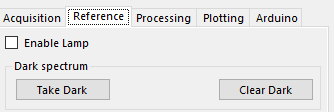 Acquisition Reference Processing Plotting Arduino
Enable Lamp
Dark spectrum
Take Dark Clear Dark